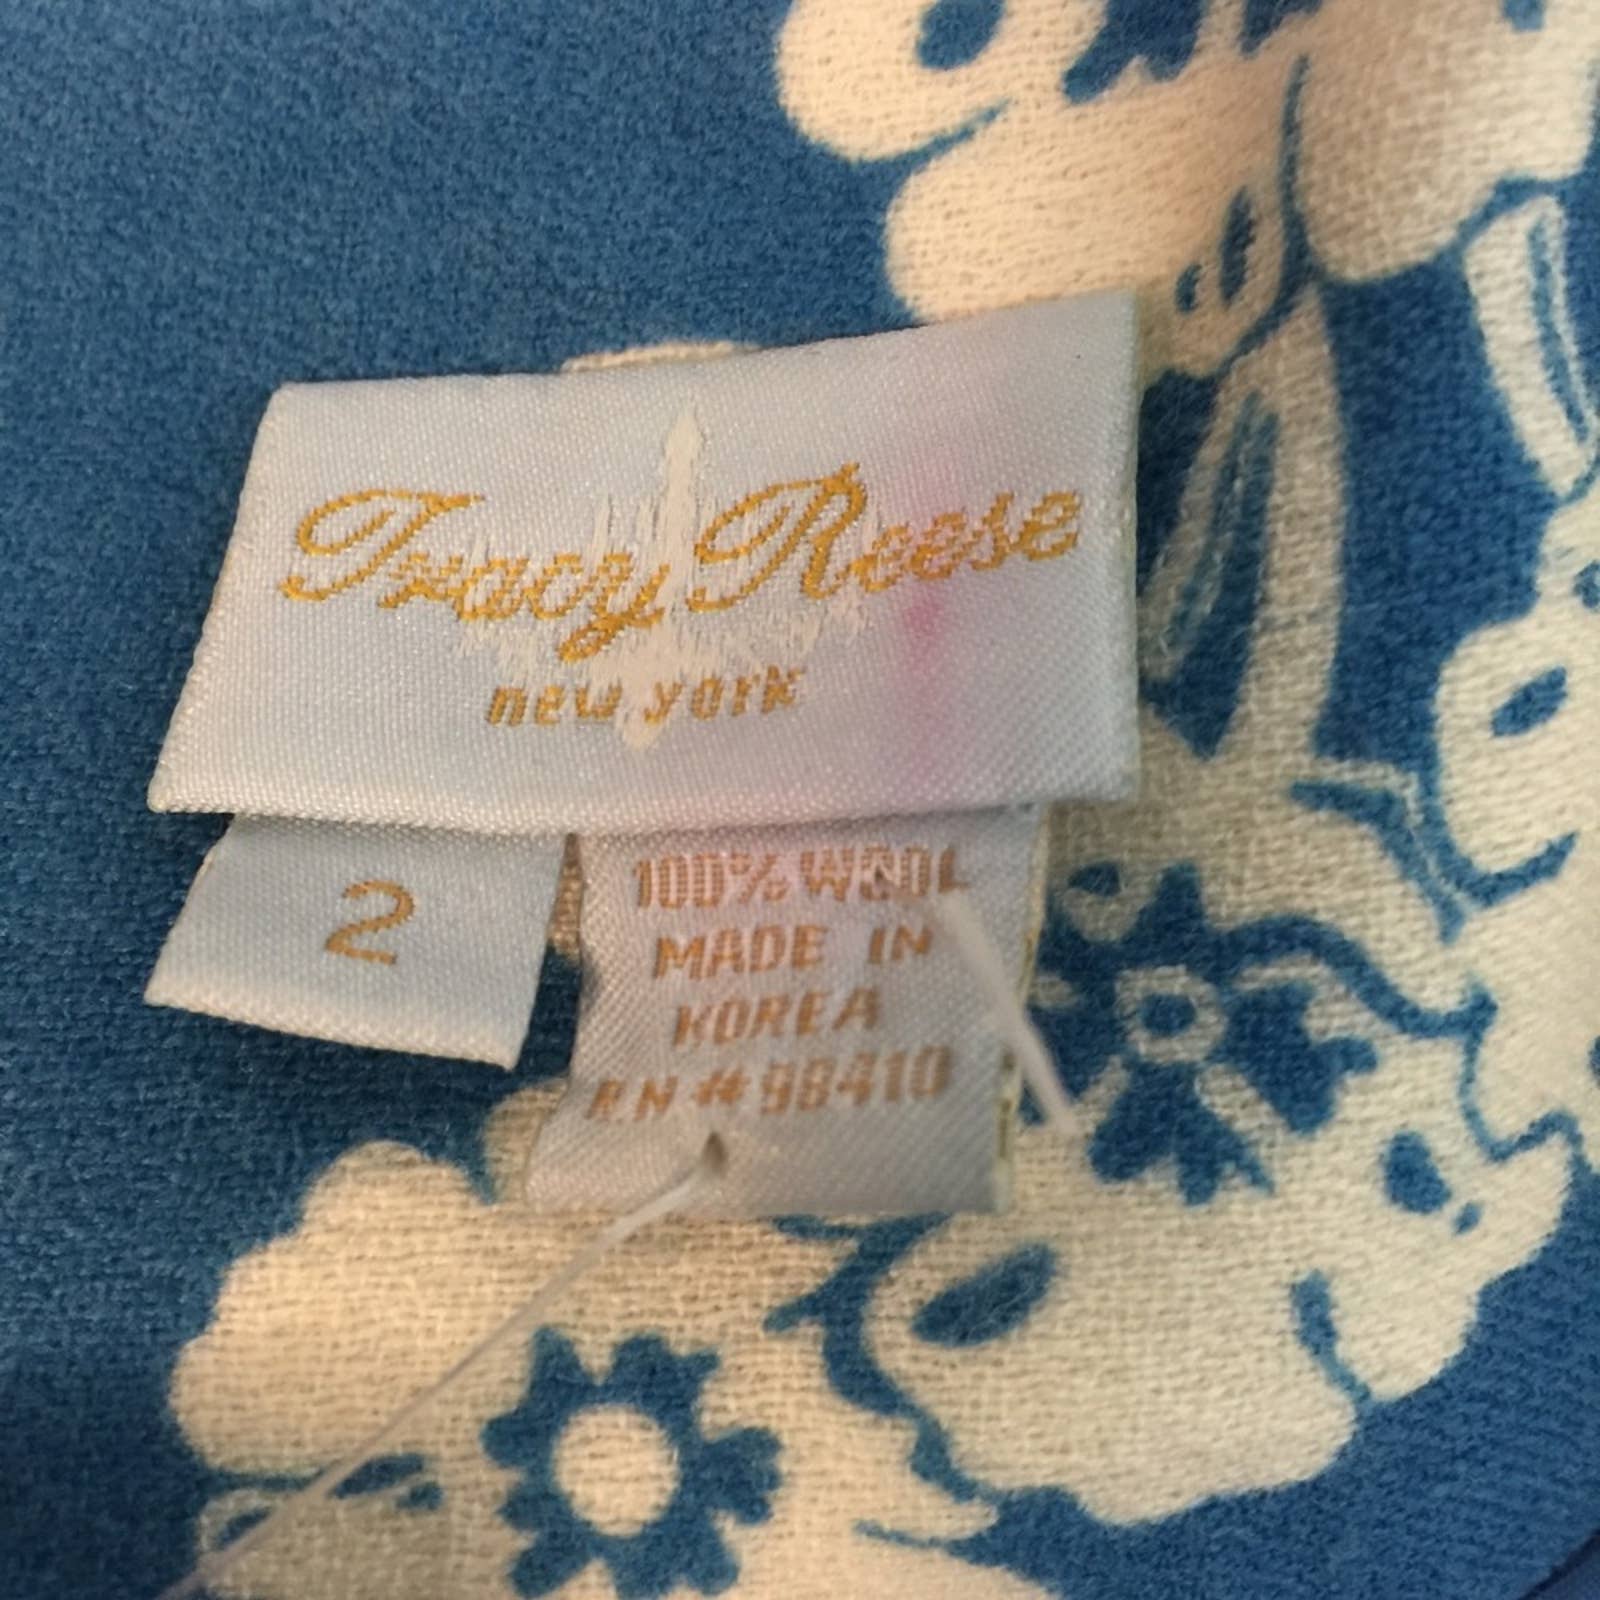 Tracy Reese
new york
2
100% WOOL
MADE IN
KOREA
RN #98410